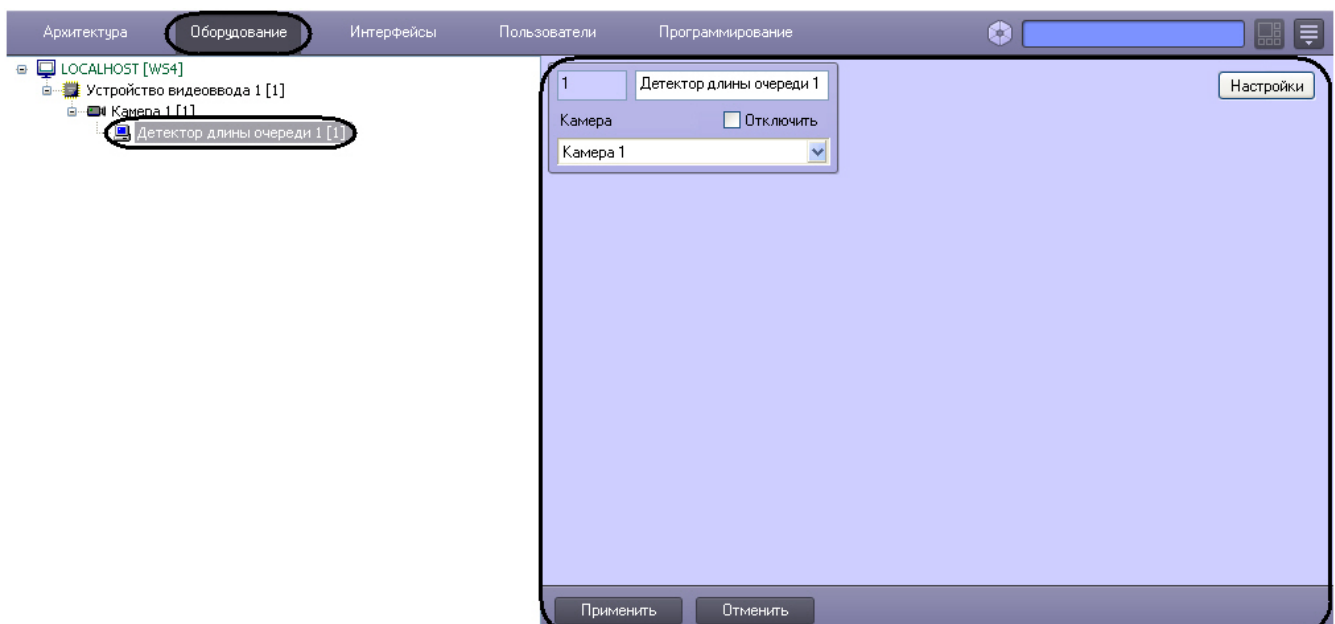 Архитектура Оборудование Интерфейсы Пользователи Программирование
LOCALHOST [WS4]
Устройство видеоввода 1 [1]
Камера 1 [1]
Детектор длины очереди 1 [1]
1 Детектор длины очереди 1 Настройки
Камера Отключить
Камера 1
Применить Отменить